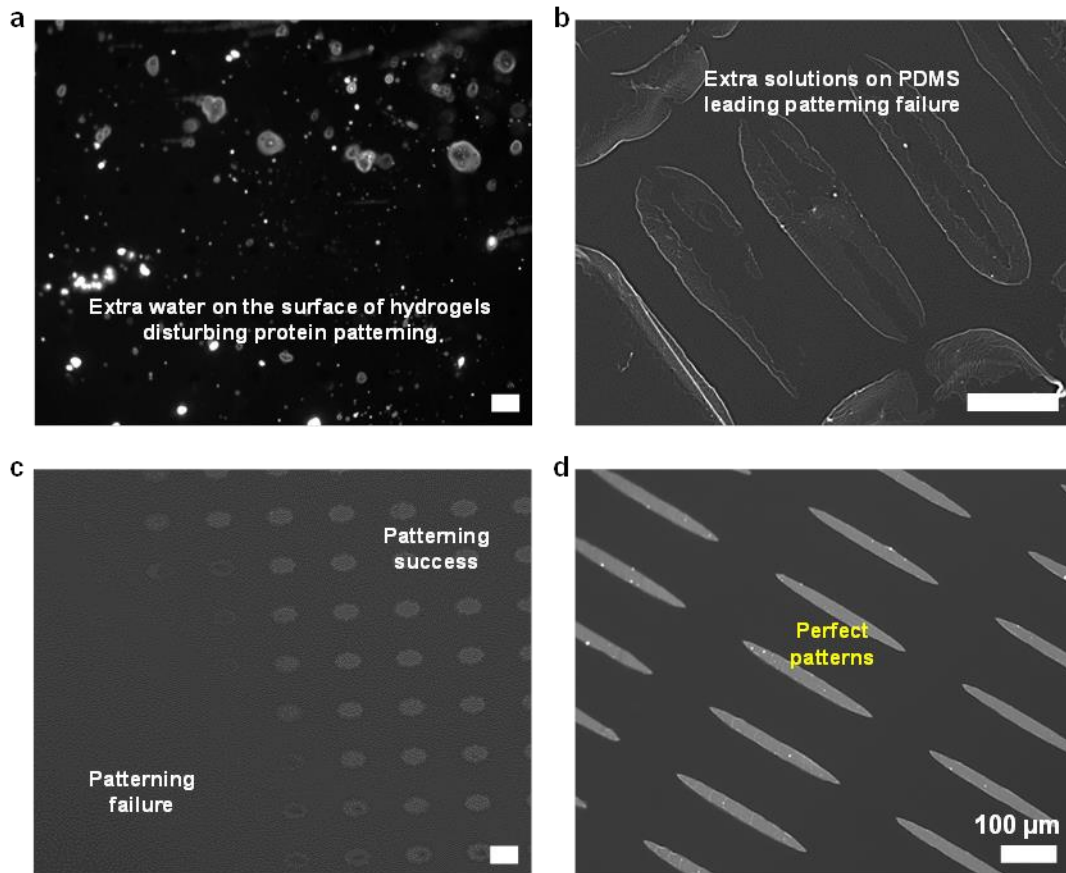 a
Extra water on the surface of hydrogels
disturbing protein patterning
b
Extra solutions on PDMS
leading patterning failure
c
Patterning
success
Patterning
failure
d
Perfect
patterns
100 µm